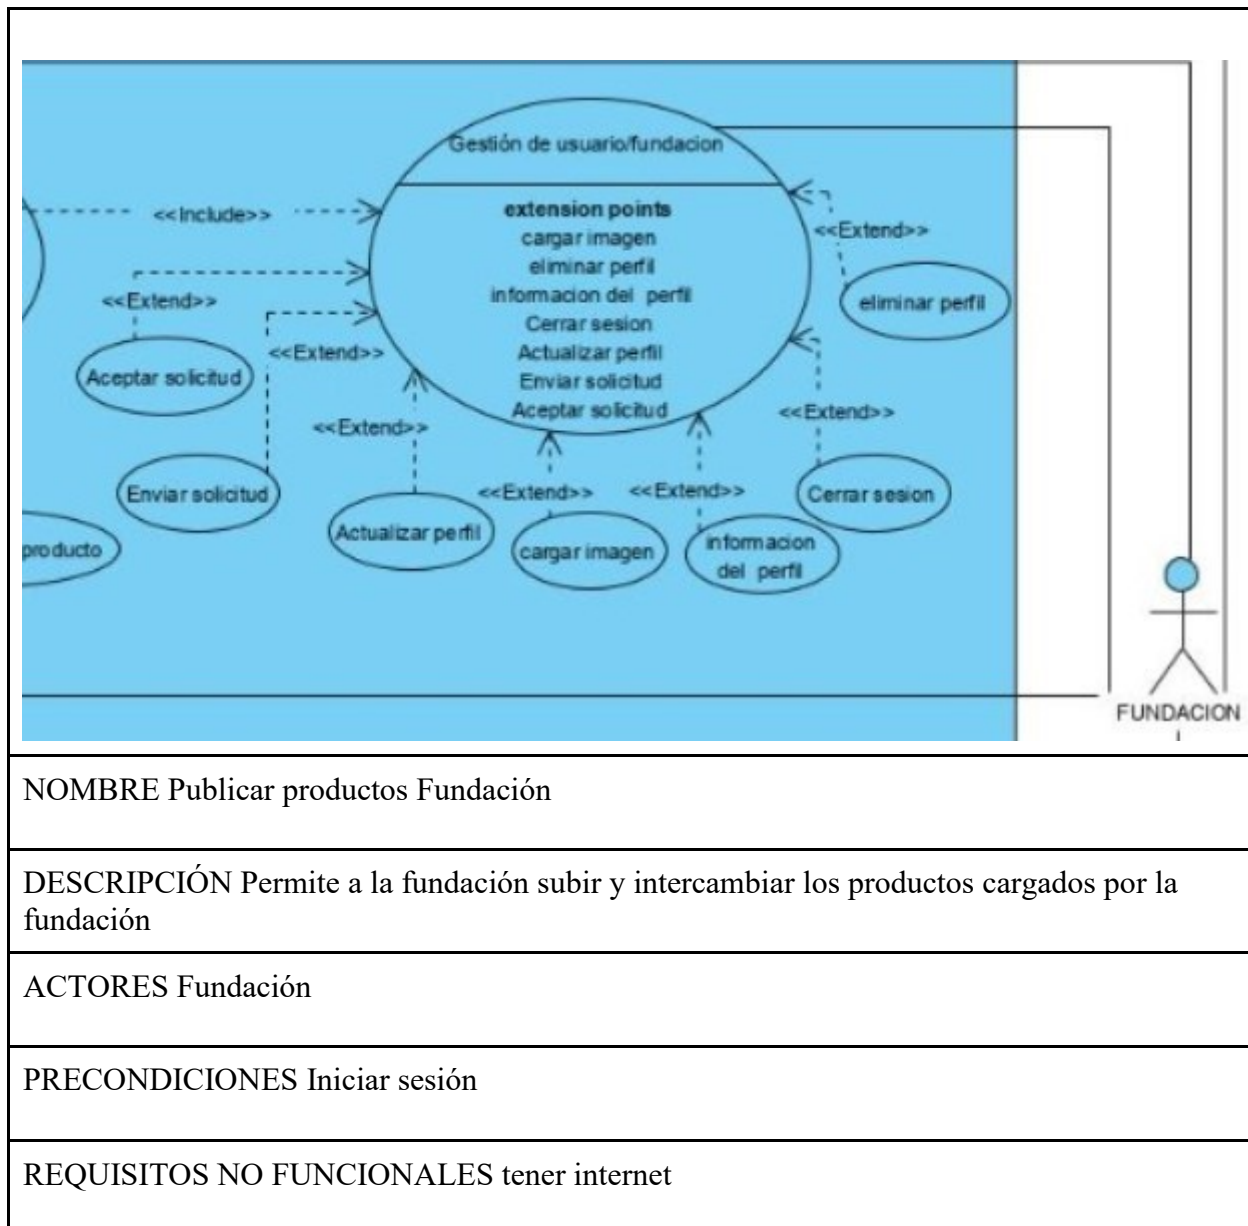 Gestión de usuario/fundacion
<<Include>>
extension points
cargar imagen
eliminar perfil
informacion del perfil
Cerrar sesion
Actualizar perfil
Enviar solicitud
Aceptar solicitud
<<Extend>>
eliminar perfil
<<Extend>>
Aceptar solicitud
<<Extend>>
Enviar solicitud
<<Extend>>
Actualizar perfil
<<Extend>>
cargar imagen
<<Extend>>
informacion
del perfil
<<Extend>>
Cerrar sesion
producto
FUNDACION
NOMBRE Publicar productos Fundación
DESCRIPCIÓN Permite a la fundación subir y intercambiar los productos cargados por la
fundación
ACTORES Fundación
PRECONDICIONES Iniciar sesión
REQUISITOS NO FUNCIONALES tener internet